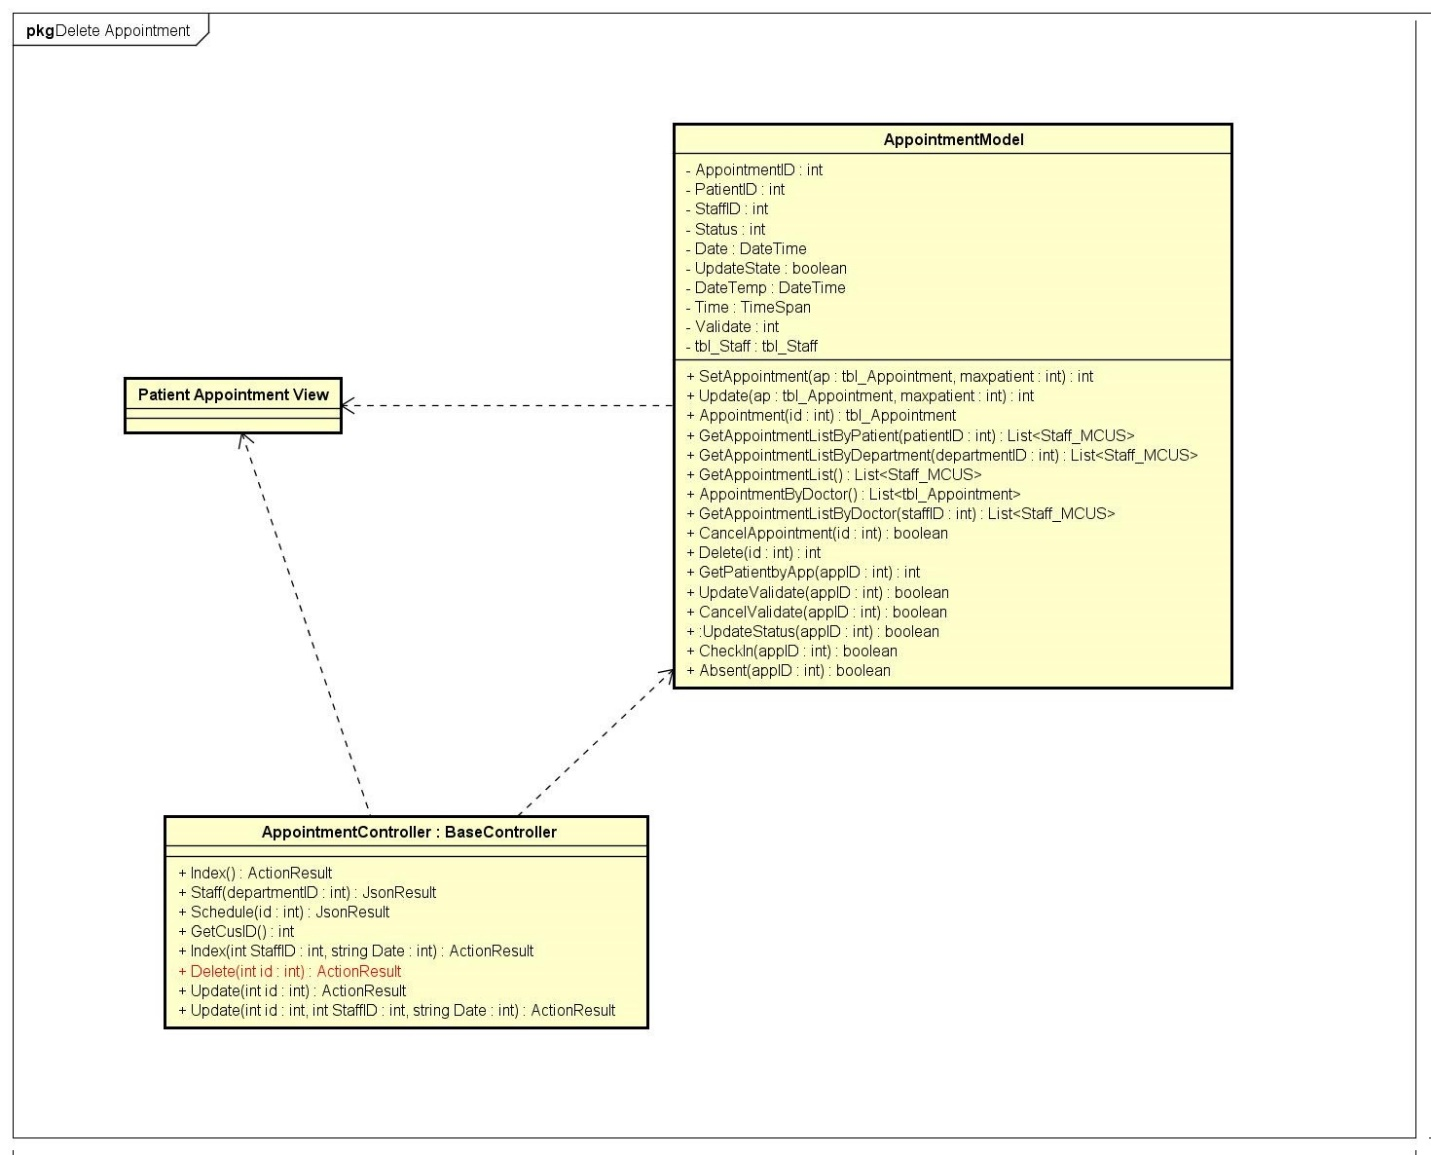 pkg Delete Appointment
AppointmentModel
- AppointmentID : int
- PatientID : int
- StaffID : int
- Status : int
- Date : DateTime
- UpdateState : boolean
- DateTemp : DateTime
- Time : TimeSpan
- Validate : int
- tbl_Staff : tbl_Staff
+ SetAppointment(ap : tbl_Appointment, maxpatient : int) : int
+ Update(ap : tbl_Appointment, maxpatient : int) : int
+ Appointment(id : int) : tbl_Appointment
+ GetAppointmentListByPatient(patientID : int) : List<Staff_MCUS>
+ GetAppointmentListByDepartment(departmentID : int) : List<Staff_MCUS>
+ GetAppointmentList() : List<Staff_MCUS>
+ AppointmentByDoctor() : List<tbl_Appointment>
+ GetAppointmentListByDoctor(staffID : int) : List<Staff_MCUS>
+ CancelAppointment(id : int) : boolean
+ Delete(id : int) : int
+ GetPatientbyApp(appID : int) : int
+ UpdateValidate(appID : int) : boolean
+ CancelValidate(appID : int) : boolean
+ :UpdateStatus(appID : int) : boolean
+ CheckIn(appID : int) : boolean
+ Absent(appID : int) : boolean
Patient Appointment View
AppointmentController : BaseController
+ Index() : ActionResult
+ Staff(departmentID : int) : JsonResult
+ Schedule(id : int) : JsonResult
+ GetCusID() : int
+ Index(int StaffID : int, string Date : int) : ActionResult
+ Delete(int id : int) : ActionResult
+ Update(int id : int) : ActionResult
+ Update(int id : int, int StaffID : int, string Date : int) : ActionResult